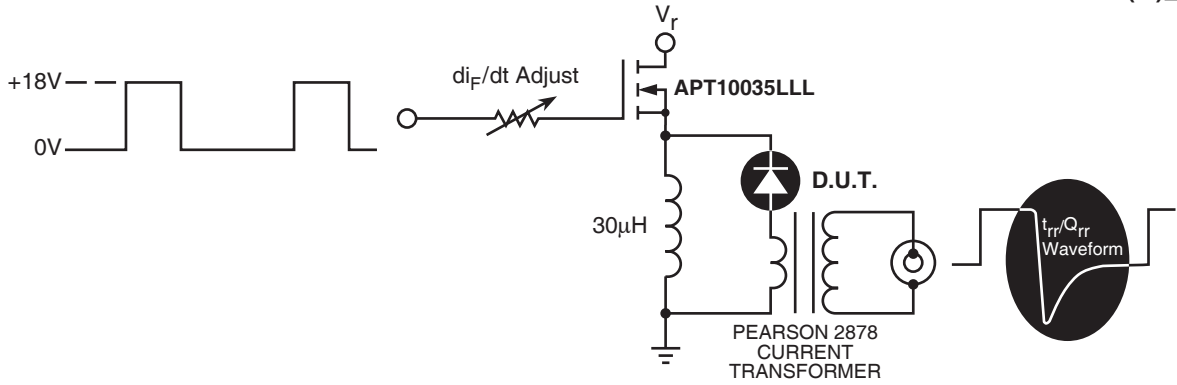 V_r
+18V
di_F/dt Adjust
APT10035LLL
0V
D.U.T.
30μH
t_rr/Q_rr
Waveform
PEARSON 2878
CURRENT
TRANSFORMER